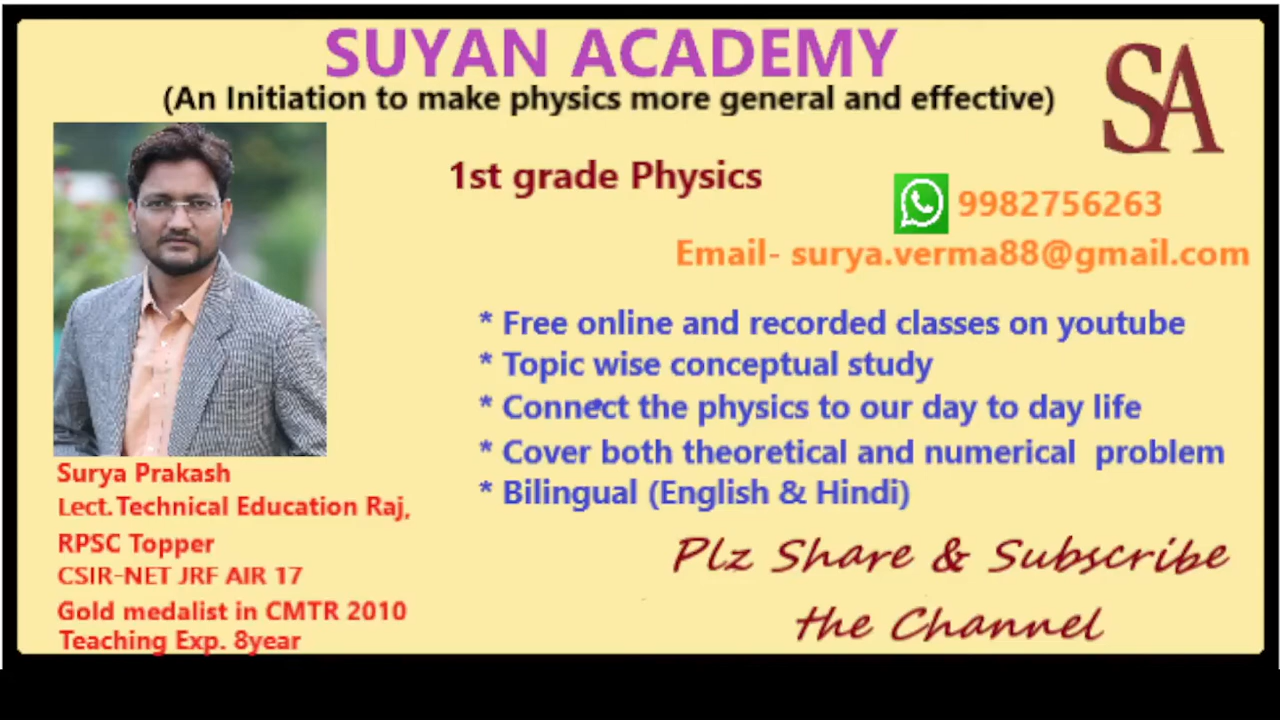 SUYAN ACADEMY
(An Initiation to make physics more general and effective)
SA
1st grade Physics
9982756263
Email- surya.verma88@gmail.com
* Free online and recorded classes on youtube
* Topic wise conceptual study
* Connect the physics to our day to day life
* Cover both theoretical and numerical problem
* Bilingual (English & Hindi)
Surya Prakash
Lect. Technical Education Raj,
RPSC Topper
CSIR-NET JRF AIR 17
Gold medalist in CMTR 2010
Teaching Exp. 8year
Plz Share & Subscribe
the Channel